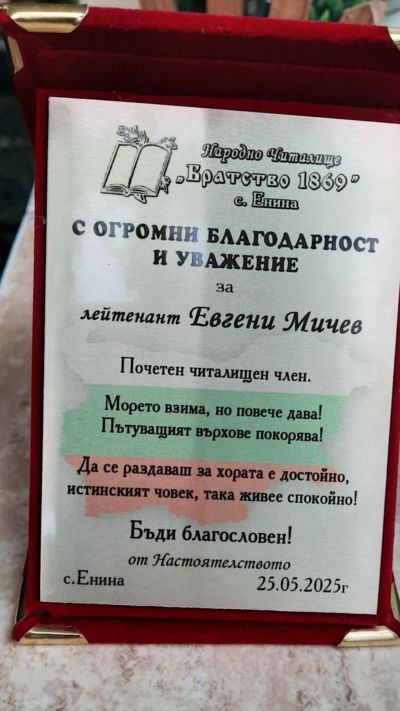 Народно Читалище
„Братство 1869”
с. Енина
С ОГРОМНИ БЛАГОДАРНОСТ
И УВАЖЕНИЕ
за
лейтенант Евгени Мичев
Почетен читалищен член.
Морето взима, но повече дава!
Пътуващият върхове покорява!
Да се раздаваш за хората е достойно,
истинският човек, така живее спокойно!
Бъди благословен!
от Настоятелството
с.Енина 25.05.2025г